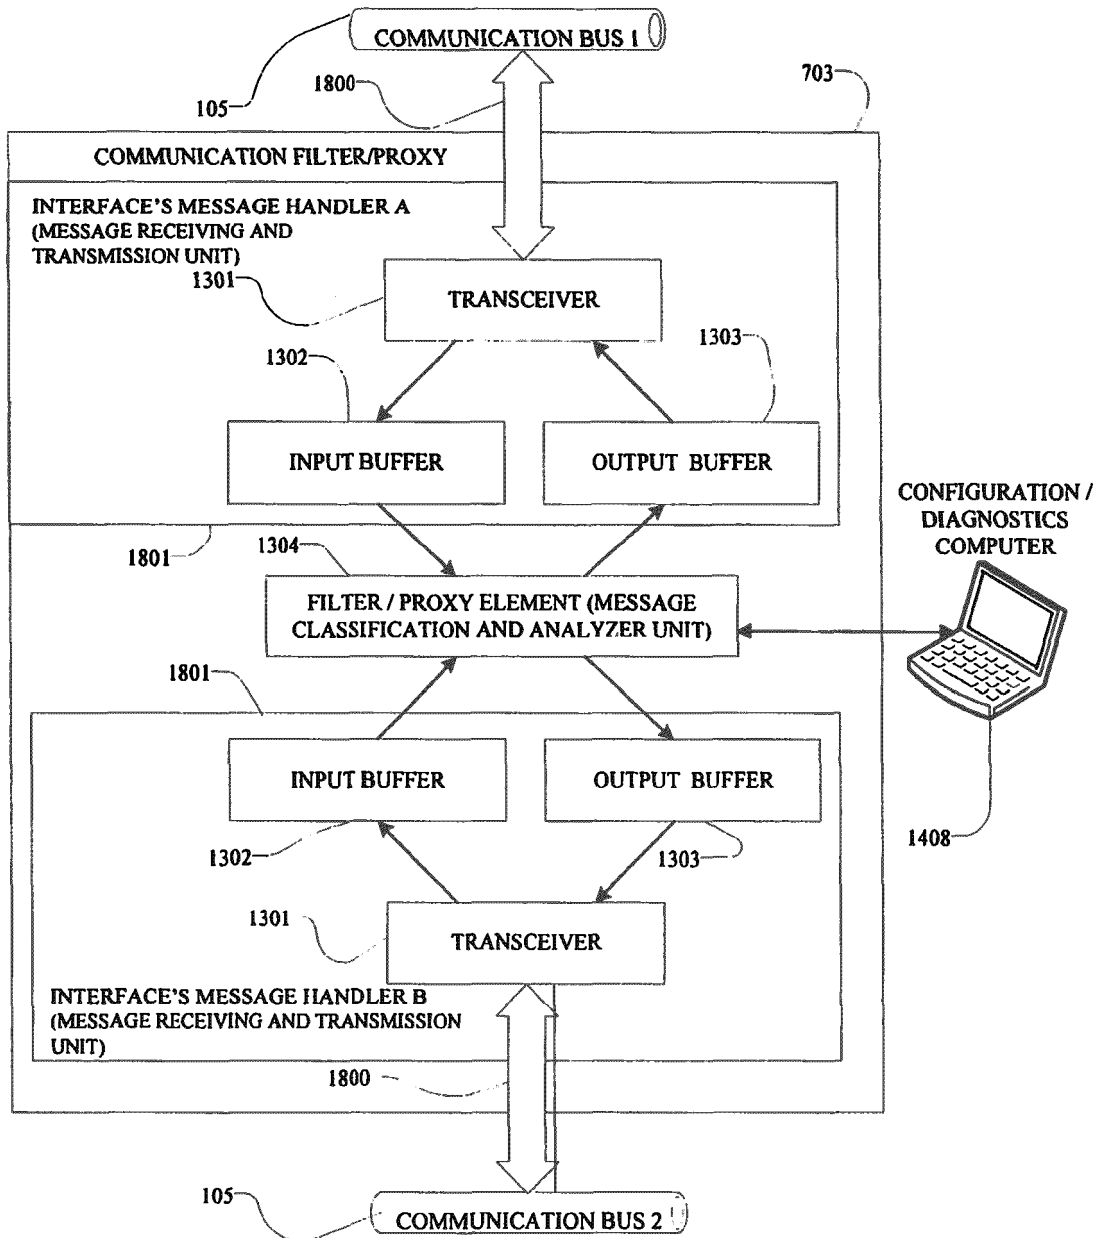 COMMUNICATION BUS 1
1800
703
105
COMMUNICATION FILTER/PROXY
INTERFACE'S MESSAGE HANDLER A
(MESSAGE RECEIVING AND
TRANSMISSION UNIT)
1301
TRANSCEIVER
1302
1303
INPUT BUFFER
OUTPUT BUFFER
CONFIGURATION /
DIAGNOSTICS
COMPUTER
1801
1304
FILTER / PROXY ELEMENT (MESSAGE
CLASSIFICATION AND ANALYZER UNIT)
1801
INPUT BUFFER
OUTPUT BUFFER
1302
1303
1408
1301
TRANSCEIVER
INTERFACE'S MESSAGE HANDLER B
(MESSAGE RECEIVING AND TRANSMISSION
UNIT)
1800
105
COMMUNICATION BUS 2